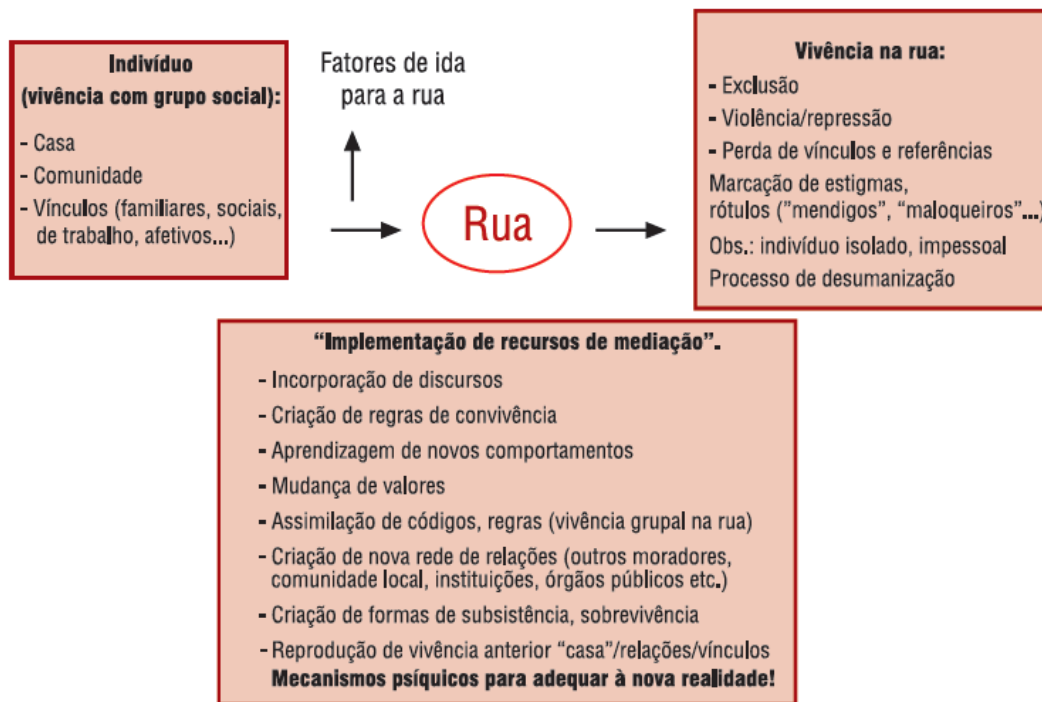 Indivíduo
(vivência com grupo social):
- Casa
- Comunidade
- Vínculos (familiares, sociais,
de trabalho, afetivos...)
Fatores de ida
para a rua
Rua
Vivência na rua:
- Exclusão
- Violência/repressão
- Perda de vínculos e referências
Marcação de estigmas,
rótulos ("mendigos", "maloqueiros"...)
Obs.: indivíduo isolado, impessoal
Processo de desumanização
"Implementação de recursos de mediação".
- Incorporação de discursos
- Criação de regras de convivência
- Aprendizagem de novos comportamentos
- Mudança de valores
- Assimilação de códigos, regras (vivência grupal na rua)
- Criação de nova rede de relações (outros moradores,
comunidade local, instituições, órgãos públicos etc.)
- Criação de formas de subsistência, sobrevivência
- Reprodução de vivência anterior "casa"/relações/vínculos
Mecanismos psíquicos para adequar à nova realidade!